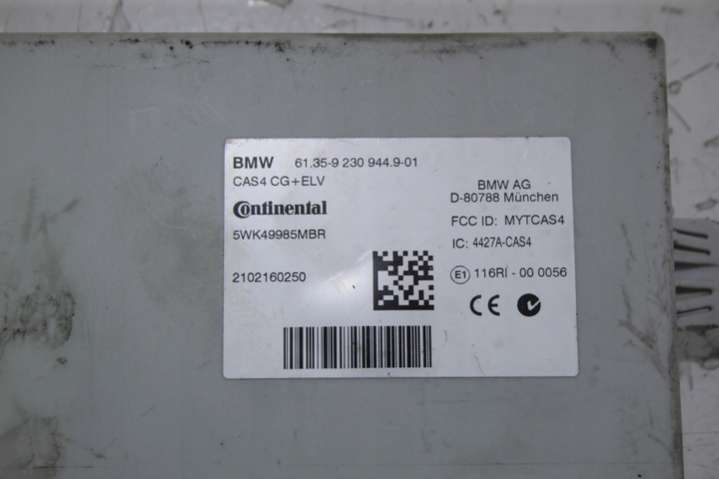 BMW 61.35-9 230 944.9-01
CAS4 CG+ELV
Continental
5WK49985MBR
2102160250
BMW AG
D-80788 München
FCC ID: MYTCAS4
IC: 4427A-CAS4
E1 116RI - 00 0056
CE